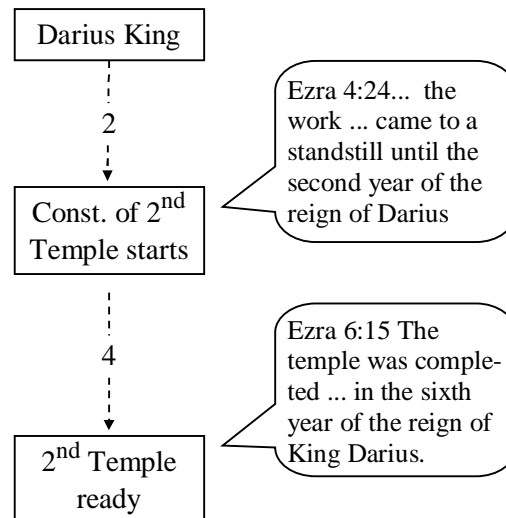 Darius King
2
Ezra 4:24... the
work ... came to a
standstill until the
second year of the
reign of Darius
Const. of 2nd
Temple starts
4
Ezra 6:15 The
temple was comple-
ted ... in the sixth
year of the reign of
King Darius.
2nd Temple
ready